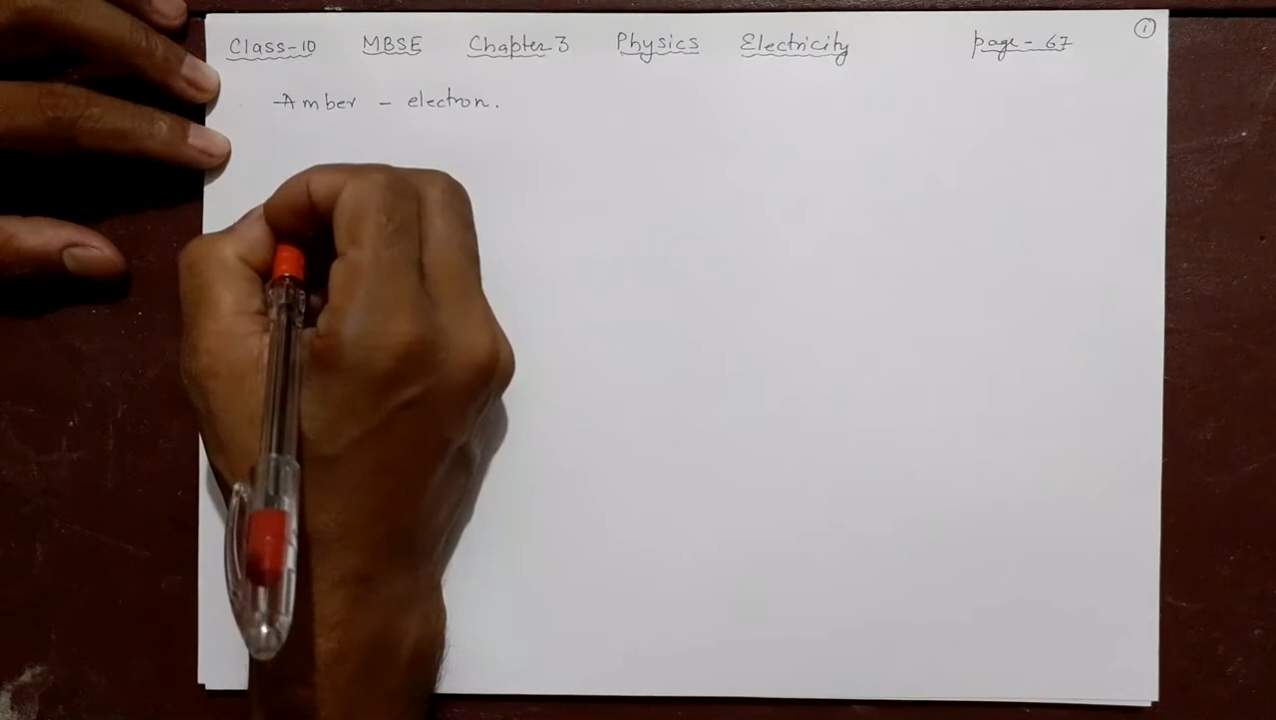 Class-10 MBSE Chapter 3 Physics Electricity page - 67 1
Amber - electron.